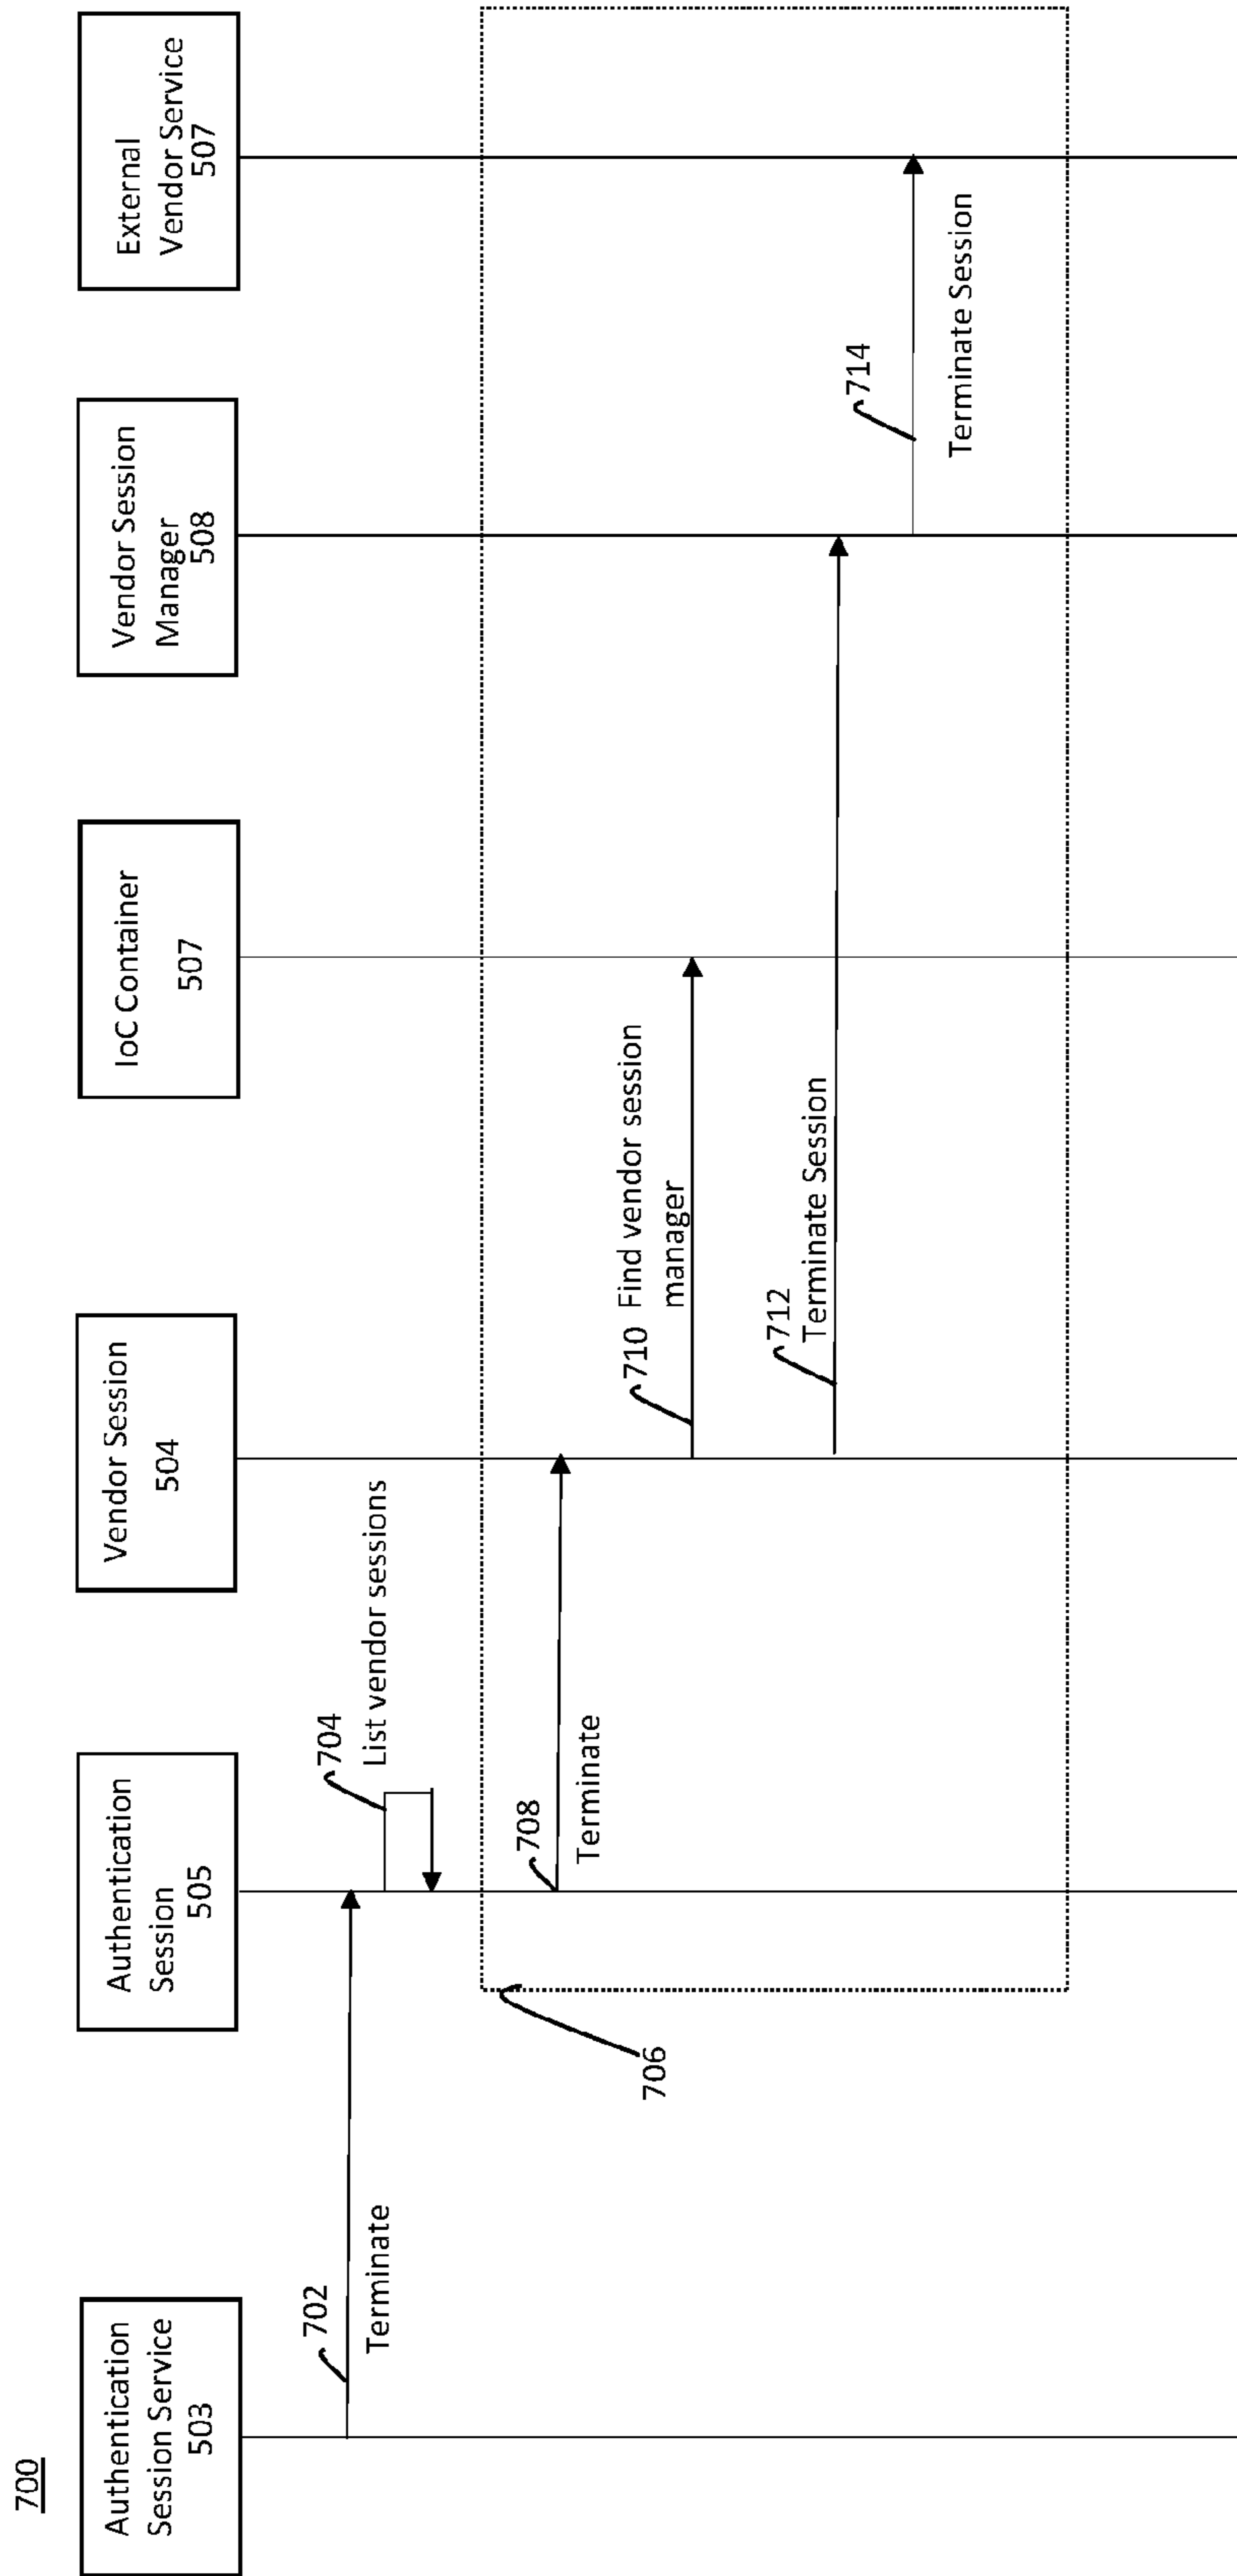 700
Authentication
Session Service
503
Authentication
Session
505
Vendor Session
504
IoC Container
507
Vendor Session
Manager
508
External
Vendor Service
507
702
Terminate
704
List vendor sessions
706
708
Terminate
710 Find vendor session
manager
712
Terminate Session
714
Terminate Session